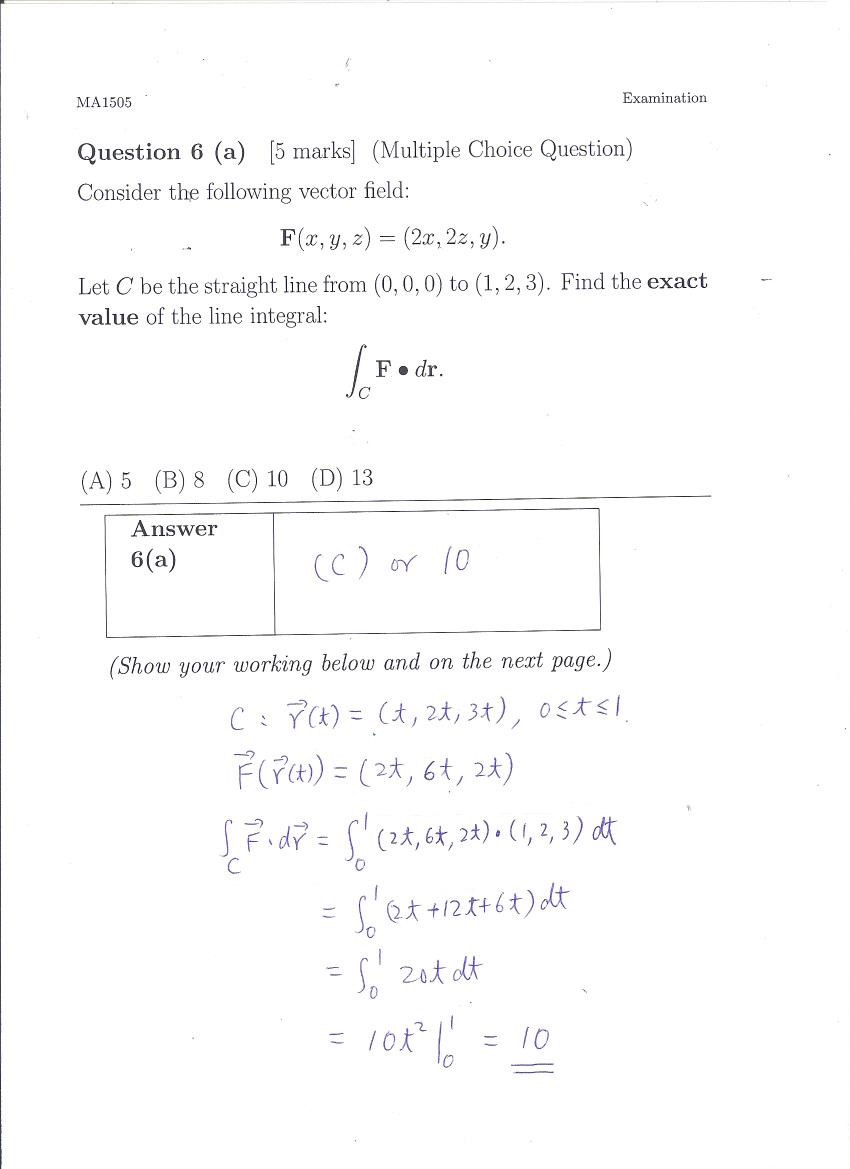 MA1505
Examination
Question 6 (a) [5 marks] (Multiple Choice Question)
Consider the following vector field:
F(x, y, z) = (2x, 2z, y).
Let C be the straight line from (0, 0, 0) to (1, 2, 3). Find the exact
value of the line integral:
∫_C F • dr.
(A) 5 (B) 8 (C) 10 (D) 13
Answer
6(a)
(C) or 10
(Show your working below and on the next page.)
C : r⃗(t) = (t, 2t, 3t), 0≤t≤1.
F⃗(r⃗(t)) = (2t, 6t, 2t)
∫_C F⃗·dr⃗ = ∫_0^1 (2t, 6t, 2t)•(1, 2, 3) dt
= ∫_0^1 (2t+12t+6t) dt
= ∫_0^1 20t dt
= 10t²|_0^1 = 10